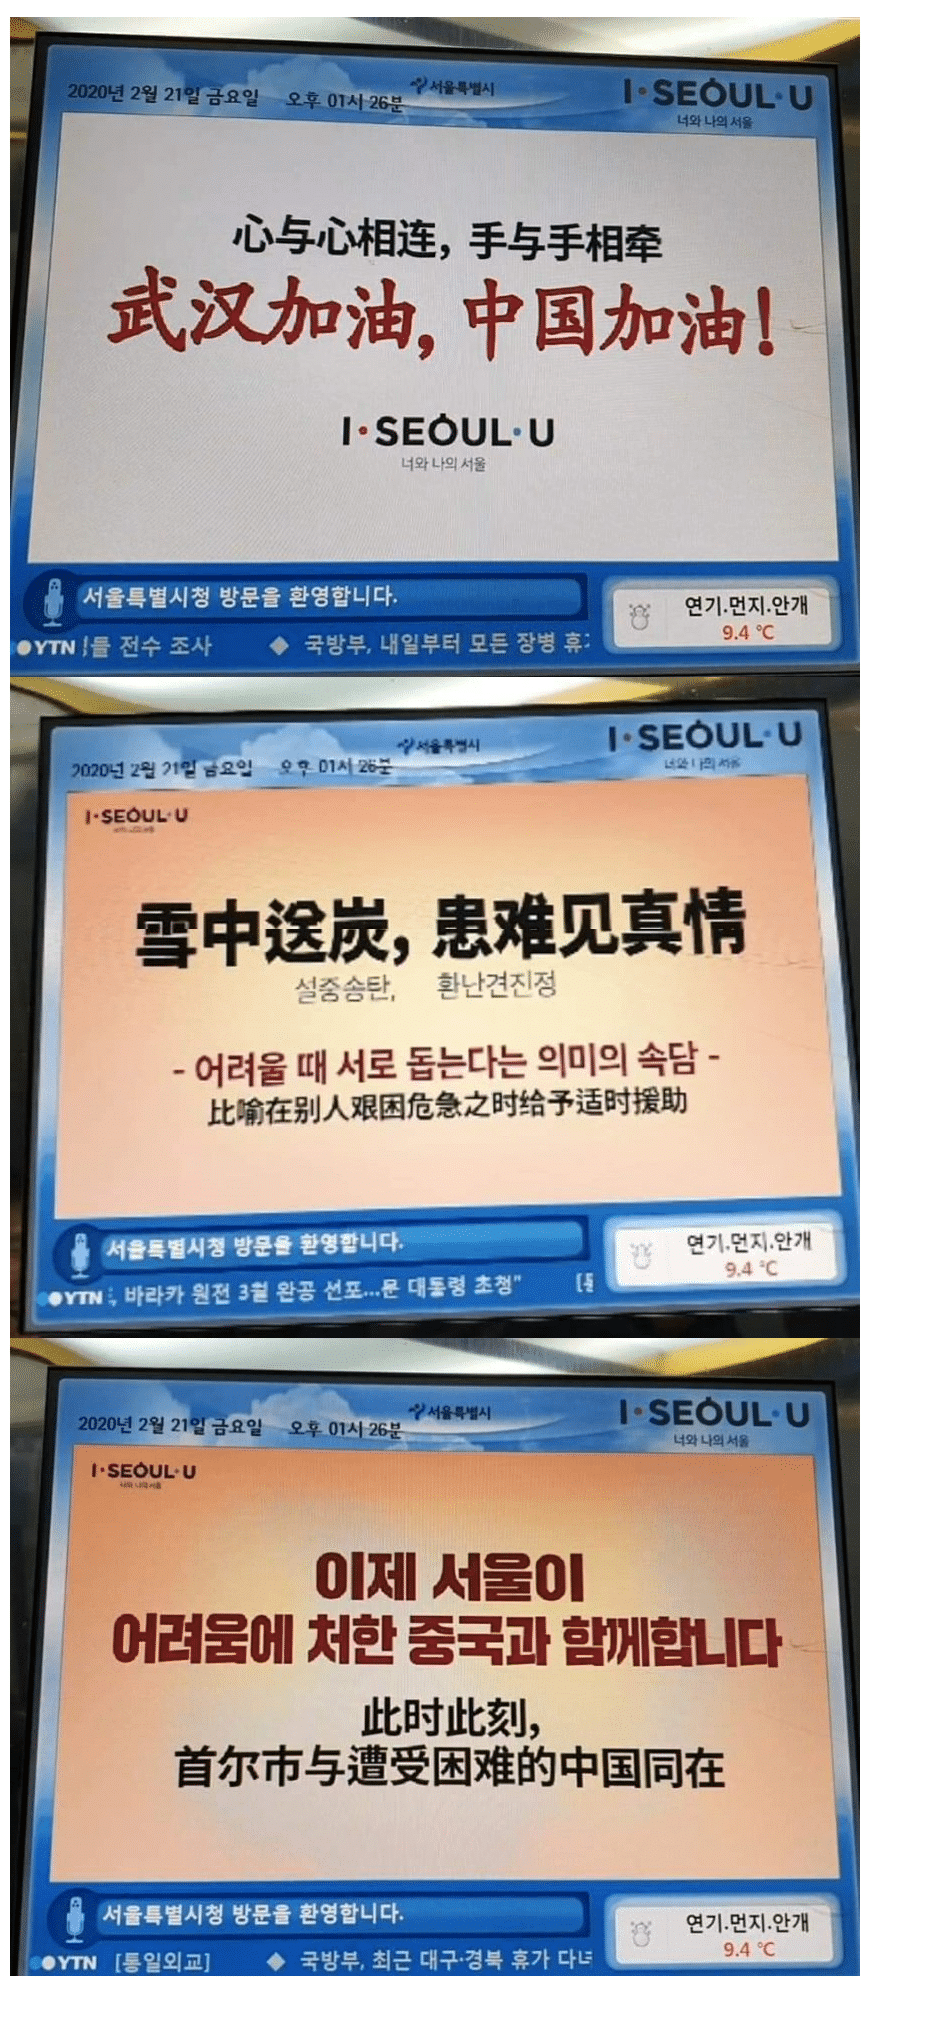 2020년 2월 21일 금요일 오후 01시 26분 서울특별시 I·SEOUL·U
너와 나의 서울
心与心相连, 手与手相牵
武汉加油, 中国加油!
I·SEOUL·U
너와 나의 서울
서울특별시청 방문을 환영합니다.
연기.먼지.안개
9.4 ℃
YTN 들 전수 조사 ◆ 국방부, 내일부터 모든 장병 휴
2020년 2월 21일 금요일 오후 01시 26분 서울특별시 I·SEOUL·U
너와 나의 서울
I·SEOUL·U
雪中送炭, 患难见真情
설중송탄, 환난견진정
- 어려울 때 서로 돕는다는 의미의 속담 -
比喻在别人艰困危急之时给予适时援助
서울특별시청 방문을 환영합니다.
연기.먼지.안개
9.4 ℃
YTN 바라카 원전 3월 완공 선포...문 대통령 초청"
2020년 2월 21일 금요일 오후 01시 26분 서울특별시 I·SEOUL·U
너와 나의 서울
I·SEOUL·U
너와 나의 서울
이제 서울이
어려움에 처한 중국과 함께합니다
此时此刻,
首尔市与遭受困难的中国同在
서울특별시청 방문을 환영합니다.
연기.먼지.안개
9.4 ℃
YTN [통일외교] ◆ 국방부, 최근 대구·경북 휴가 다녀